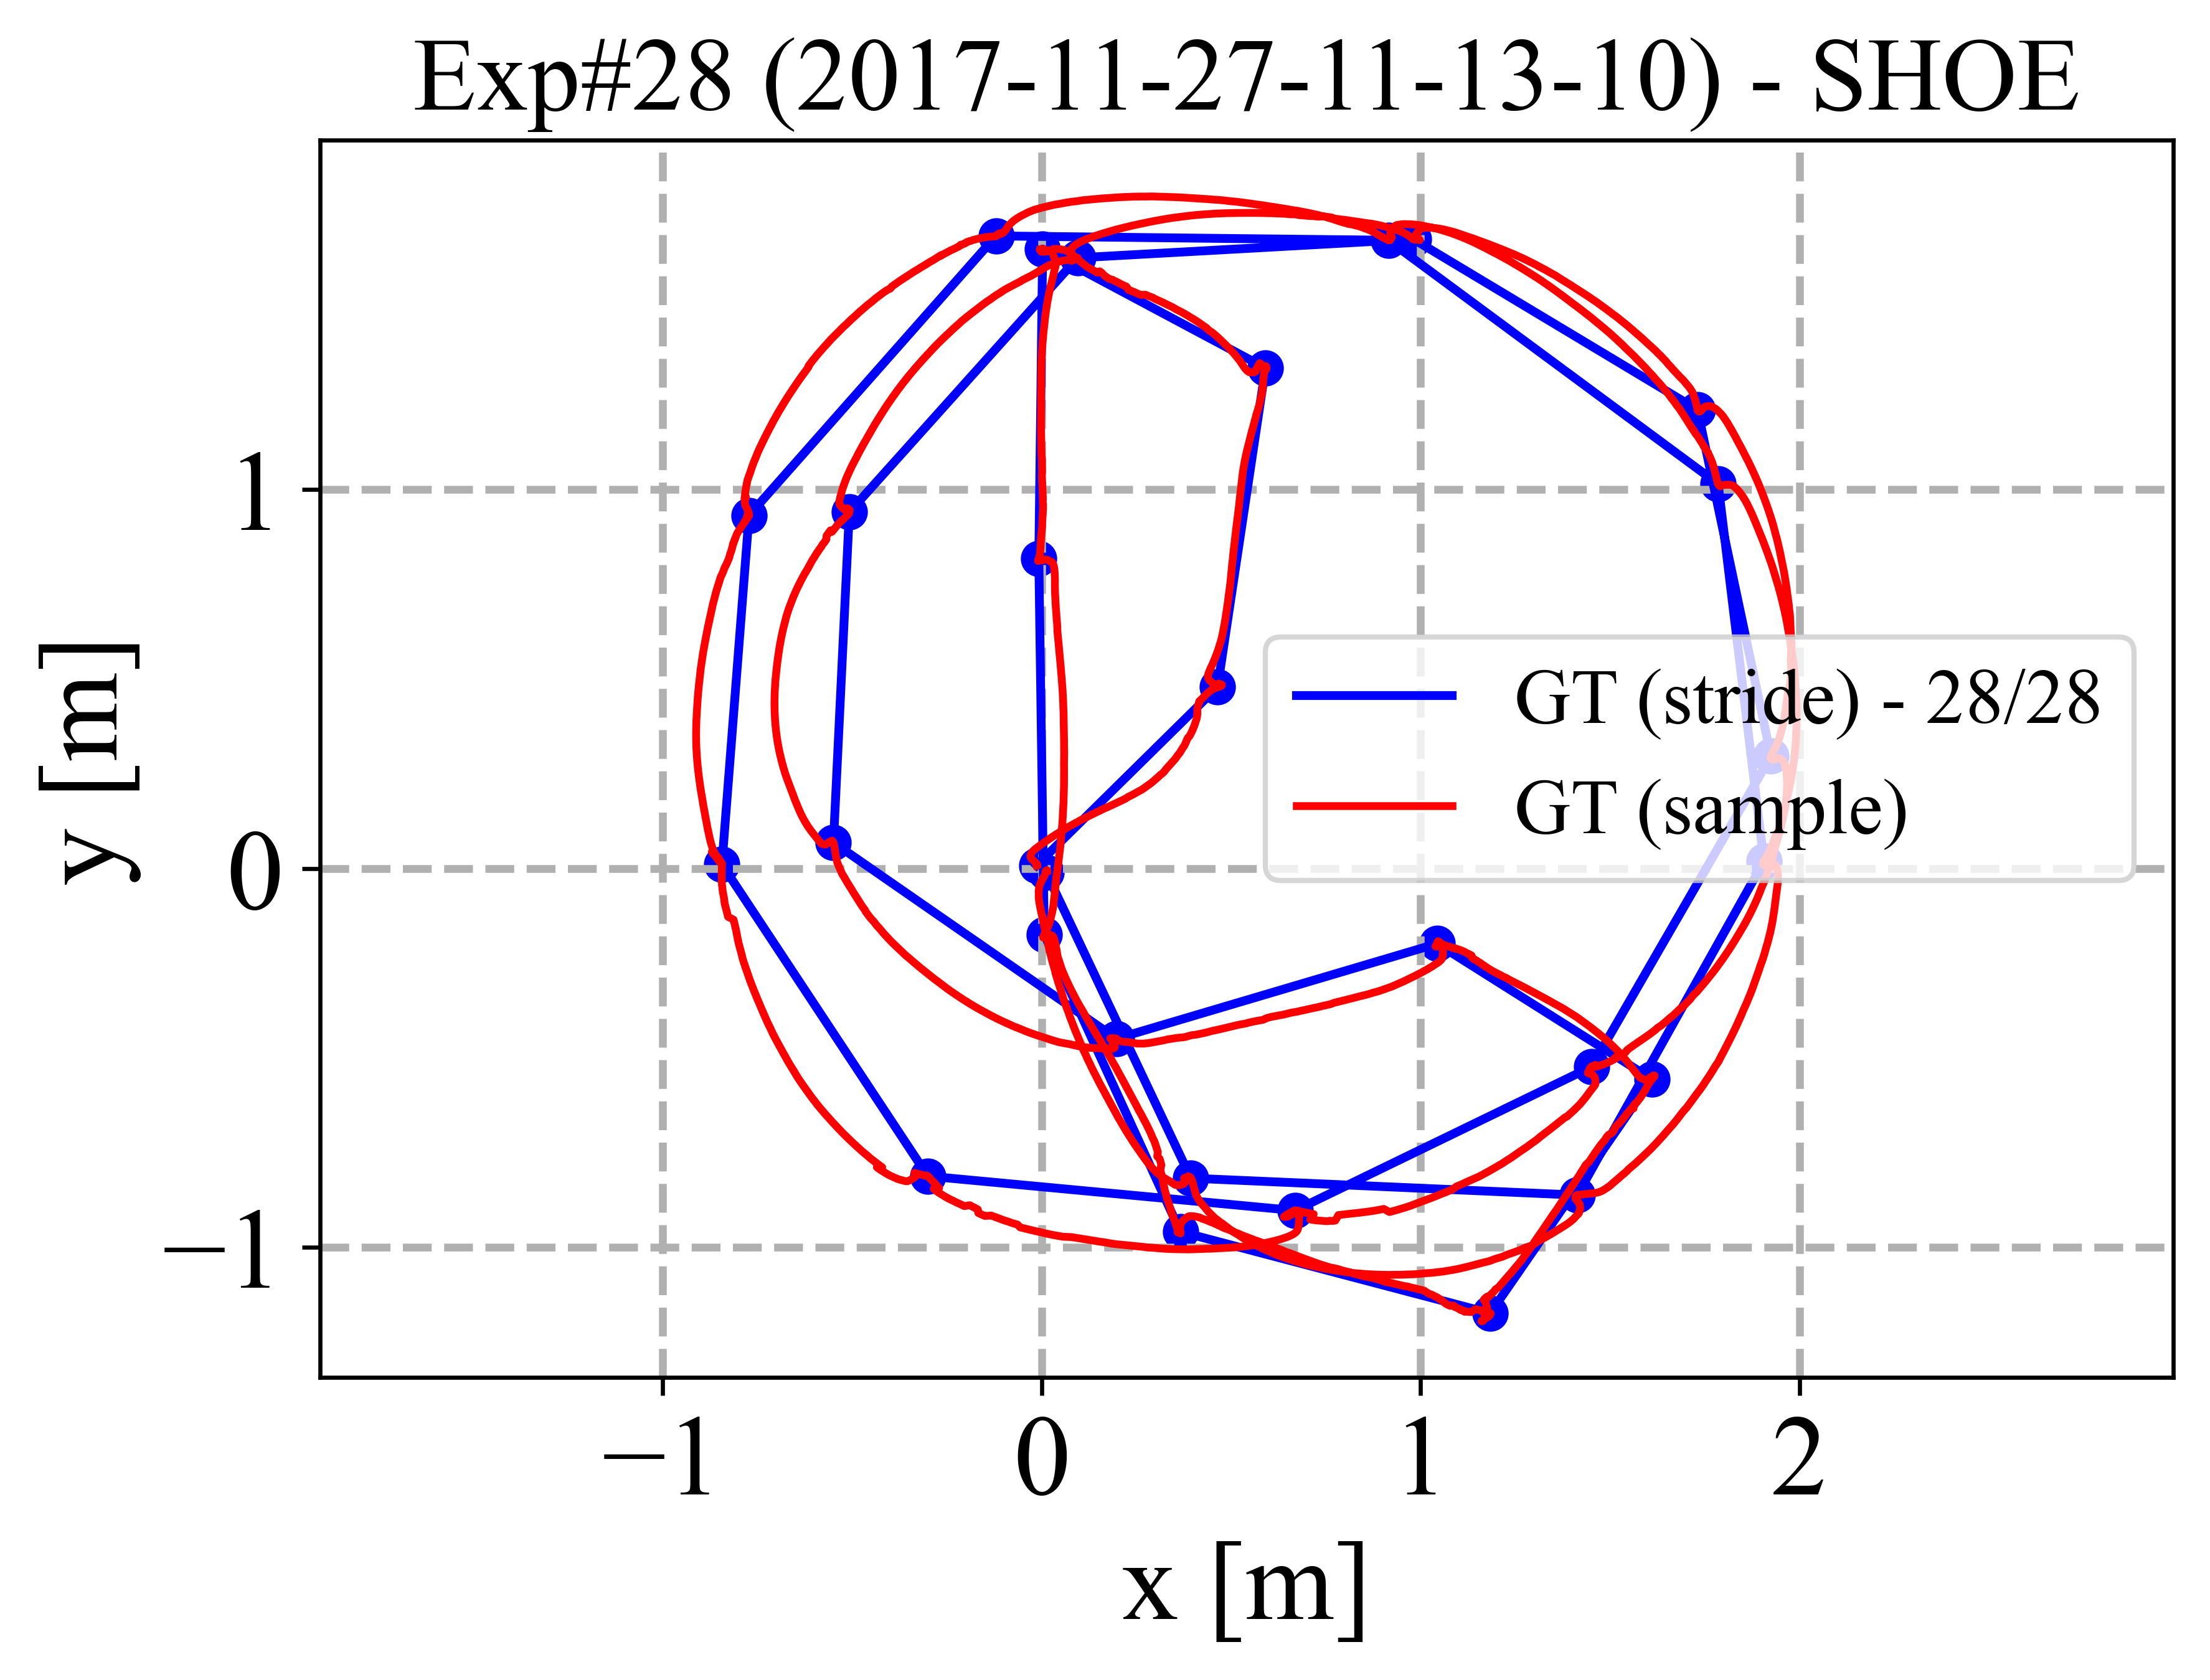 Exp#28 (2017-11-27-11-13-10) - SHOE
y [m]
1
0
−1
GT (stride) - 28/28
GT (sample)
−1
0
1
2
x [m]